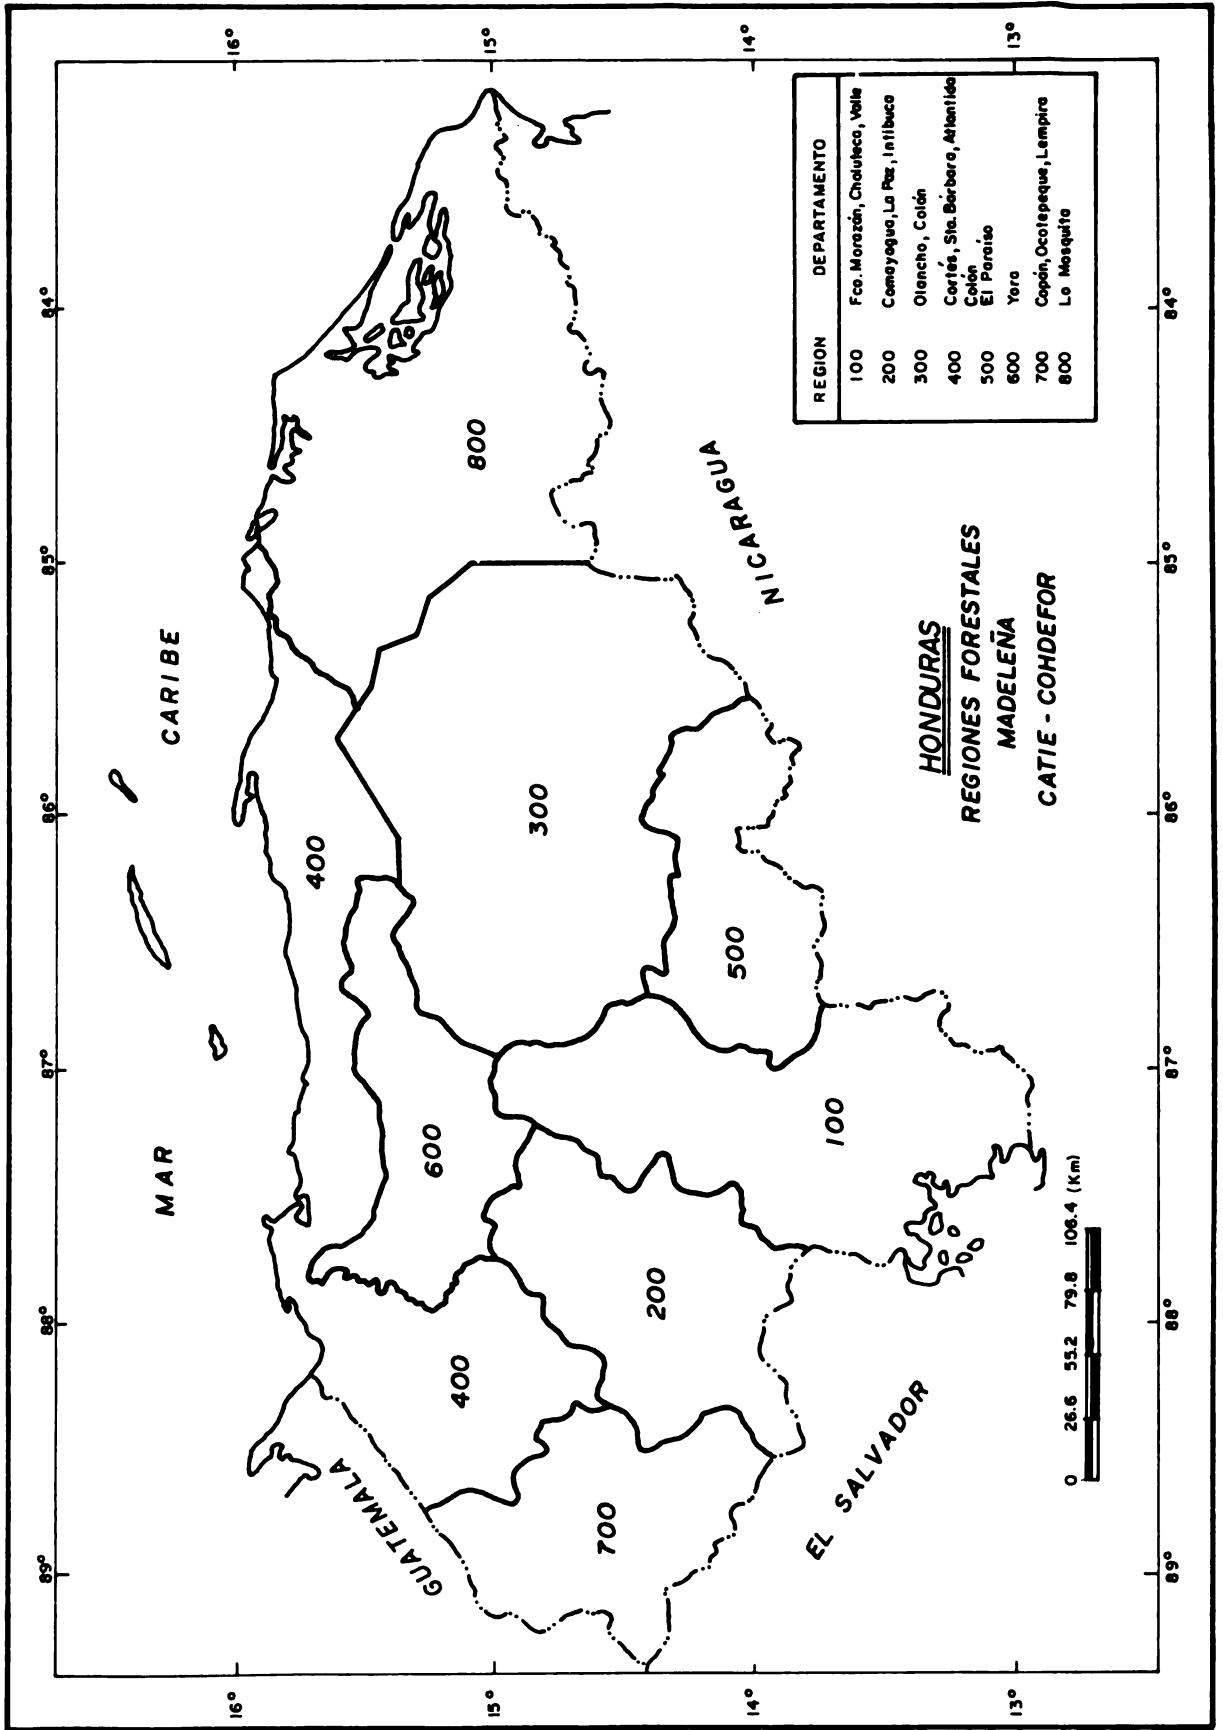 16°
15°
14°
13°
MAR CARIBE
89°
88°
87°
86°
85°
84°
400
400
600
300
800
700
200
500
100
GUATEMALA
EL SALVADOR
NICARAGUA
HONDURAS
REGIONES FORESTALES
MADELEÑA
CATIE - COHDEFOR
REGION DEPARTAMENTO
100 Fco. Morazán, Choluteca, Valle
200 Comayagua, La Paz, Intibuca
300 Olancho, Colón
400 Cortés, Sta. Bárbara, Atlantida
Colón
500 El Paraíso
600 Yoro
700 Copán, Ocotepeque, Lempira
800 La Mosquita
0 26.6 55.2 79.8 106.4 (Km)
89°
88°
87°
86°
85°
84°
16°
15°
14°
13°